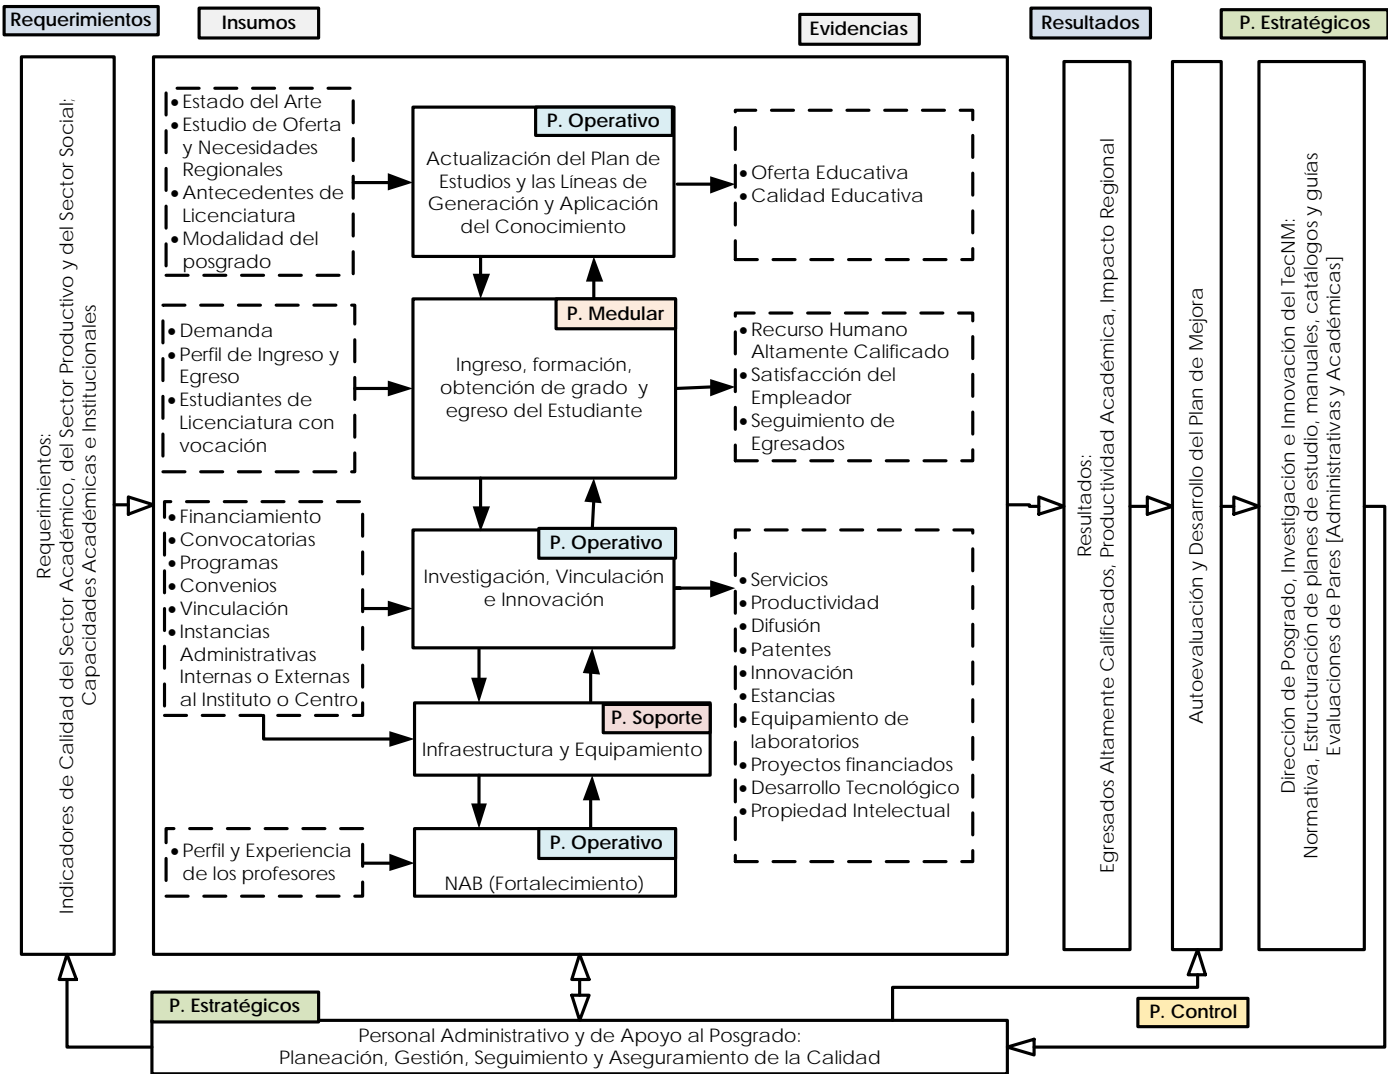 Requerimientos
Insumos
Evidencias
Resultados
P. Estratégicos
Requerimientos:
Indicadores de Calidad del Sector Académico, del Sector Productivo y del Sector Social;
Capacidades Académicas e Institucionales
•Estado del Arte
•Estudio de Oferta
y Necesidades
Regionales
•Antecedentes de
Licenciatura
•Modalidad del
posgrado
P. Operativo
Actualización del Plan de
Estudios y las Líneas de
Generación y Aplicación
del Conocimiento
•Oferta Educativa
•Calidad Educativa
•Demanda
•Perfil de Ingreso y
Egreso
•Estudiantes de
Licenciatura con
vocación
P. Medular
Ingreso, formación,
obtención de grado y
egreso del Estudiante
•Recurso Humano
Altamente Calificado
•Satisfacción del
Empleador
•Seguimiento de
Egresados
•Financiamiento
•Convocatorias
•Programas
•Convenios
•Vinculación
•Instancias
Administrativas
Internas o Externas
al Instituto o Centro
P. Operativo
Investigación, Vinculación
e Innovación
•Servicios
•Productividad
•Difusión
•Patentes
•Innovación
•Estancias
•Equipamiento de
laboratorios
•Proyectos financiados
•Desarrollo Tecnológico
•Propiedad Intelectual
P. Soporte
Infraestructura y Equipamiento
•Perfil y Experiencia
de los profesores
P. Operativo
NAB (Fortalecimiento)
Resultados:
Egresados Altamente Calificados, Productividad Académica, Impacto Regional
Autoevaluación y Desarrollo del Plan de Mejora
Dirección de Posgrado, Investigación e Innovación del TecNM:
Normativa, Estructuración de planes de estudio, manuales, catálogos y guías
Evaluaciones de Pares [Administrativas y Académicas]
P. Estratégicos
P. Control
Personal Administrativo y de Apoyo al Posgrado:
Planeación, Gestión, Seguimiento y Aseguramiento de la Calidad